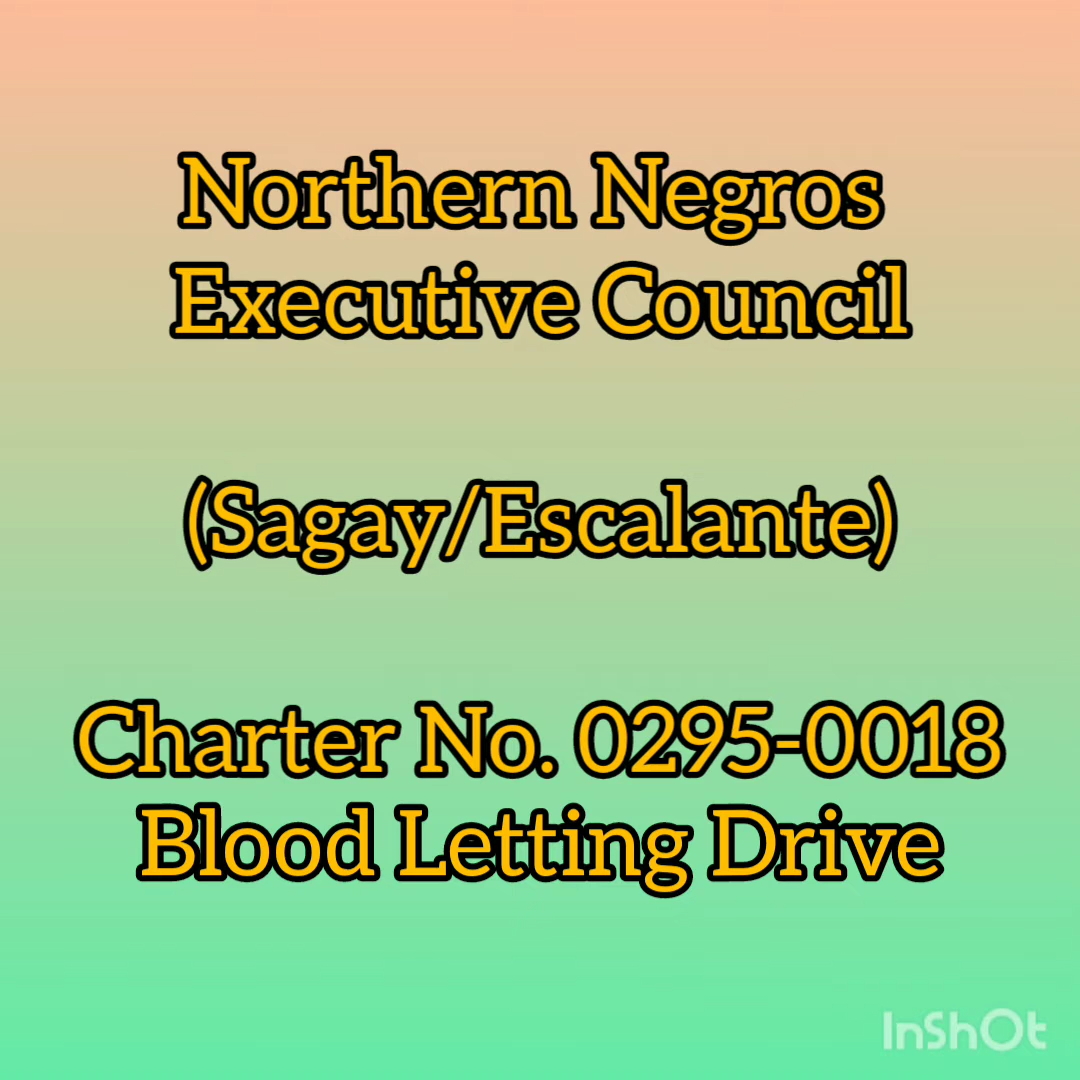 Northern Negros
Executive Council
(Sagay/Escalante)
Charter No. 0295-0018
Blood Letting Drive
InShOt